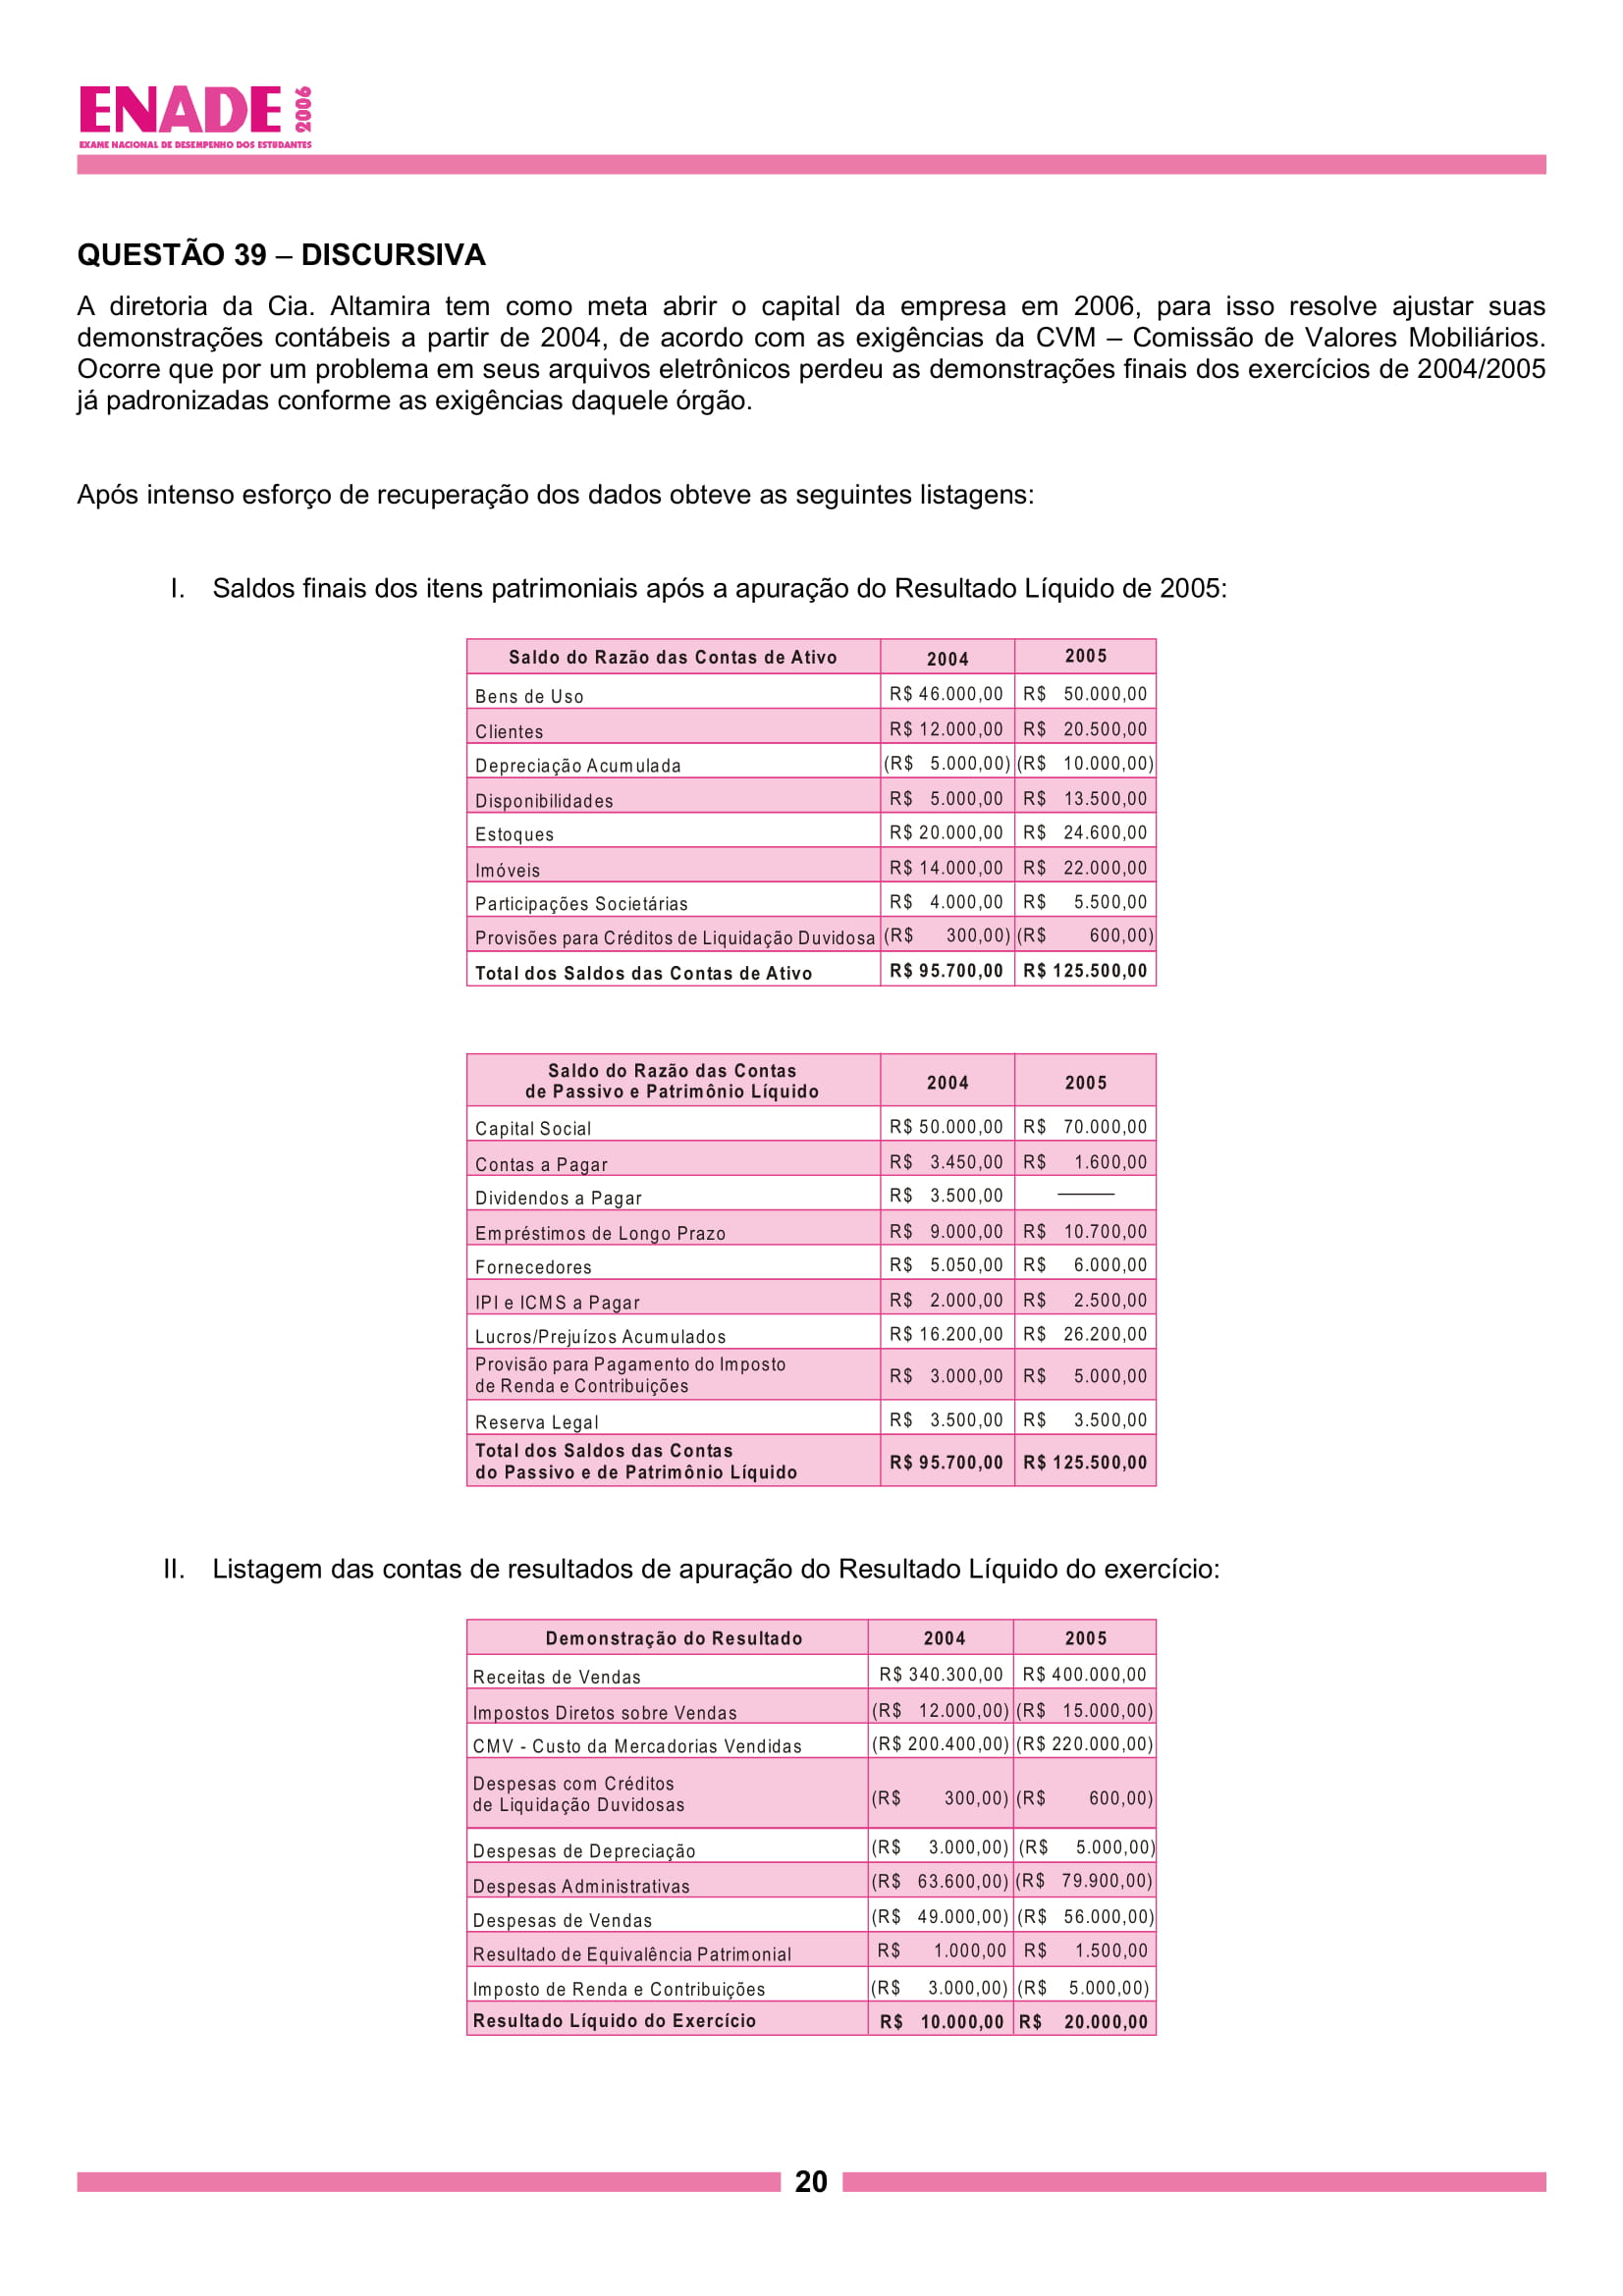 ENADE 2006
EXAME NACIONAL DE DESEMPENHO DOS ESTUDANTES
QUESTÃO 39 – DISCURSIVA
A diretoria da Cia. Altamira tem como meta abrir o capital da empresa em 2006, para isso resolve ajustar suas
demonstrações contábeis a partir de 2004, de acordo com as exigências da CVM – Comissão de Valores Mobiliários.
Ocorre que por um problema em seus arquivos eletrônicos perdeu as demonstrações finais dos exercícios de 2004/2005
já padronizadas conforme as exigências daquele órgão.
Após intenso esforço de recuperação dos dados obteve as seguintes listagens:
I. Saldos finais dos itens patrimoniais após a apuração do Resultado Líquido de 2005:
Saldo do Razão das Contas de Ativo 2004 2005
Bens de Uso R$ 46.000,00 R$ 50.000,00
Clientes R$ 12.000,00 R$ 20.500,00
Depreciação Acumulada (R$ 5.000,00) (R$ 10.000,00)
Disponibilidades R$ 5.000,00 R$ 13.500,00
Estoques R$ 20.000,00 R$ 24.600,00
Imóveis R$ 14.000,00 R$ 22.000,00
Participações Societárias R$ 4.000,00 R$ 5.500,00
Provisões para Créditos de Liquidação Duvidosa (R$ 300,00) (R$ 600,00)
Total dos Saldos das Contas de Ativo R$ 95.700,00 R$ 125.500,00
Saldo do Razão das Contas
de Passivo e Patrimônio Líquido 2004 2005
Capital Social R$ 50.000,00 R$ 70.000,00
Contas a Pagar R$ 3.450,00 R$ 1.600,00
Dividendos a Pagar R$ 3.500,00 ———
Empréstimos de Longo Prazo R$ 9.000,00 R$ 10.700,00
Fornecedores R$ 5.050,00 R$ 6.000,00
IPI e ICMS a Pagar R$ 2.000,00 R$ 2.500,00
Lucros/Prejuízos Acumulados R$ 16.200,00 R$ 26.200,00
Provisão para Pagamento do Imposto
de Renda e Contribuições R$ 3.000,00 R$ 5.000,00
Reserva Legal R$ 3.500,00 R$ 3.500,00
Total dos Saldos das Contas
do Passivo e de Patrimônio Líquido R$ 95.700,00 R$ 125.500,00
II. Listagem das contas de resultados de apuração do Resultado Líquido do exercício:
Demonstração do Resultado 2004 2005
Receitas de Vendas R$ 340.300,00 R$ 400.000,00
Impostos Diretos sobre Vendas (R$ 12.000,00) (R$ 15.000,00)
CMV - Custo da Mercadorias Vendidas (R$ 200.400,00) (R$ 220.000,00)
Despesas com Créditos
de Liquidação Duvidosas (R$ 300,00) (R$ 600,00)
Despesas de Depreciação (R$ 3.000,00) (R$ 5.000,00)
Despesas Administrativas (R$ 63.600,00) (R$ 79.900,00)
Despesas de Vendas (R$ 49.000,00) (R$ 56.000,00)
Resultado de Equivalência Patrimonial R$ 1.000,00 R$ 1.500,00
Imposto de Renda e Contribuições (R$ 3.000,00) (R$ 5.000,00)
Resultado Líquido do Exercício R$ 10.000,00 R$ 20.000,00
20